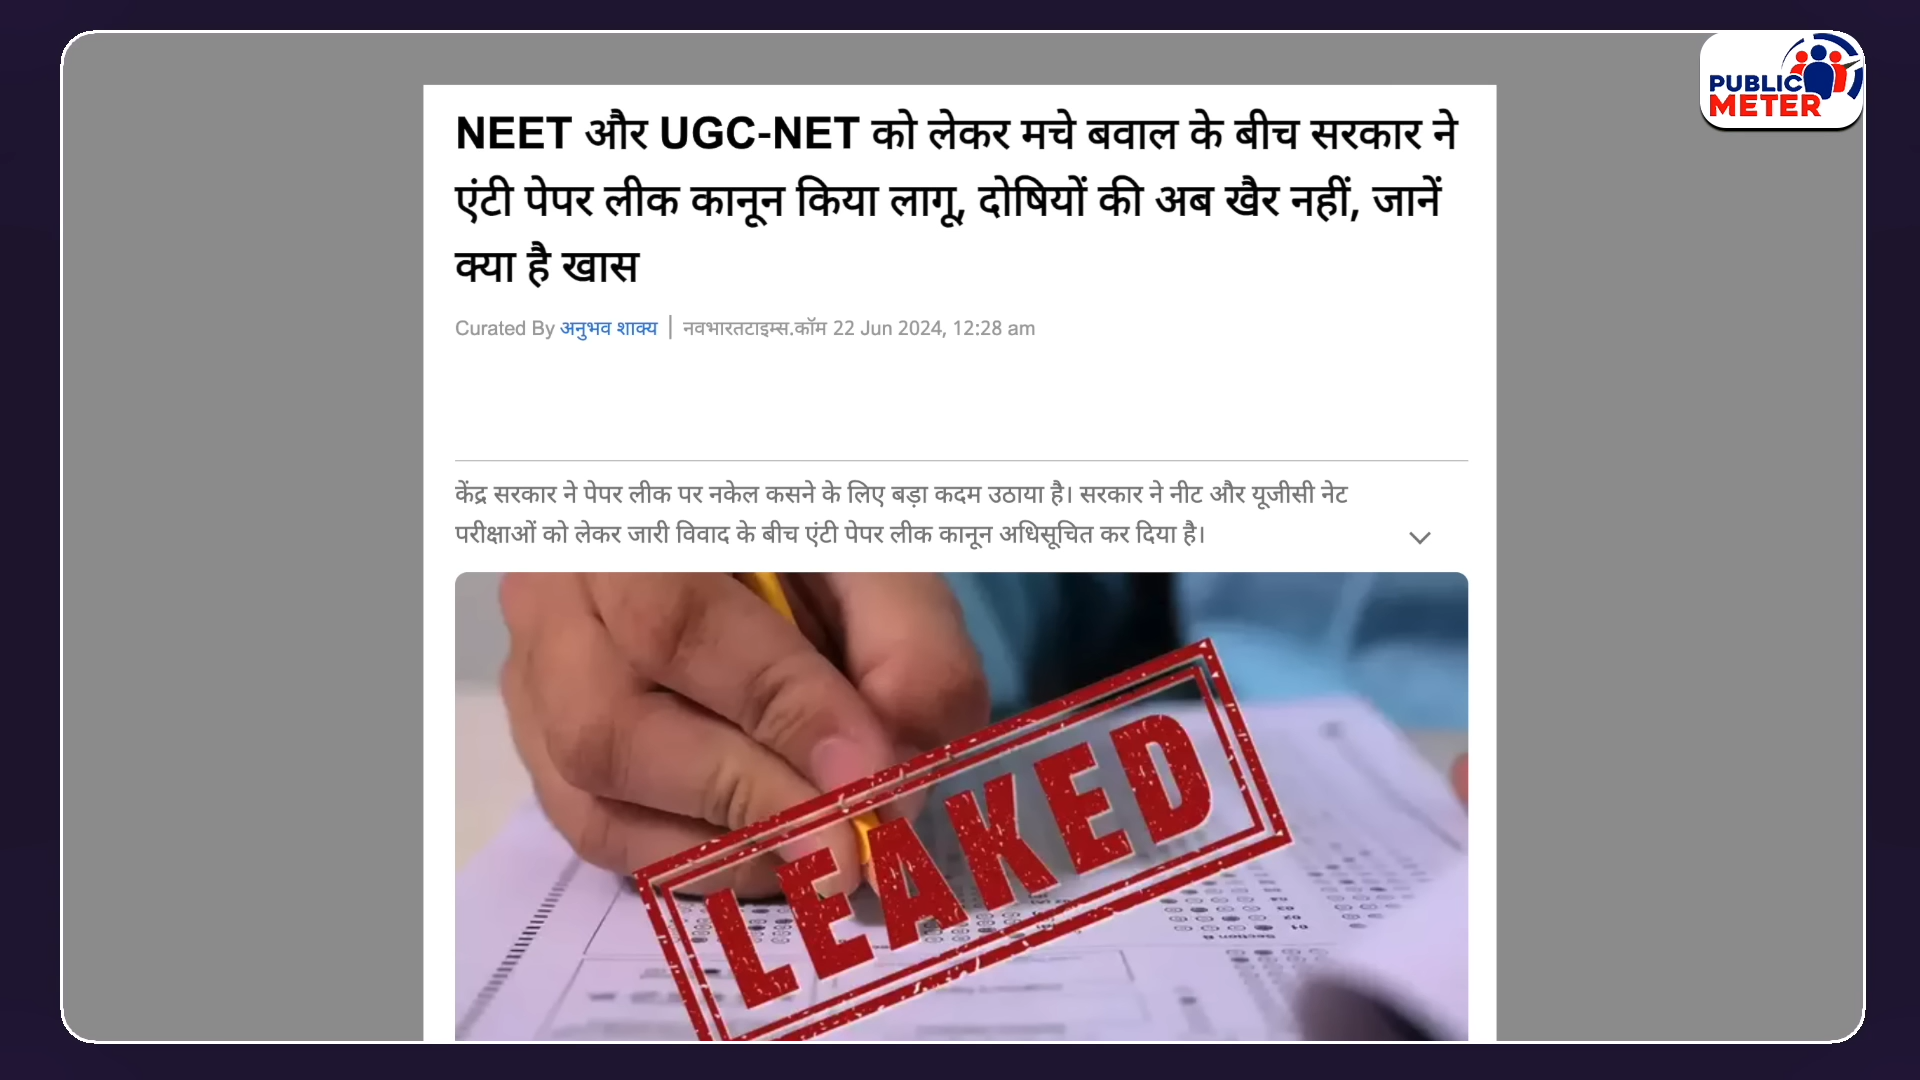 PUBLIC
METER
NEET और UGC-NET को लेकर मचे बवाल के बीच सरकार ने
एंटी पेपर लीक कानून किया लागू, दोषियों की अब खैर नहीं, जानें
क्या है खास
Curated By अनुभव शाक्य | नवभारतटाइम्स.कॉम 22 Jun 2024, 12:28 am
केंद्र सरकार ने पेपर लीक पर नकेल कसने के लिए बड़ा कदम उठाया है। सरकार ने नीट और यूजीसी नेट
परीक्षाओं को लेकर जारी विवाद के बीच एंटी पेपर लीक कानून अधिसूचित कर दिया है।
LEAKED